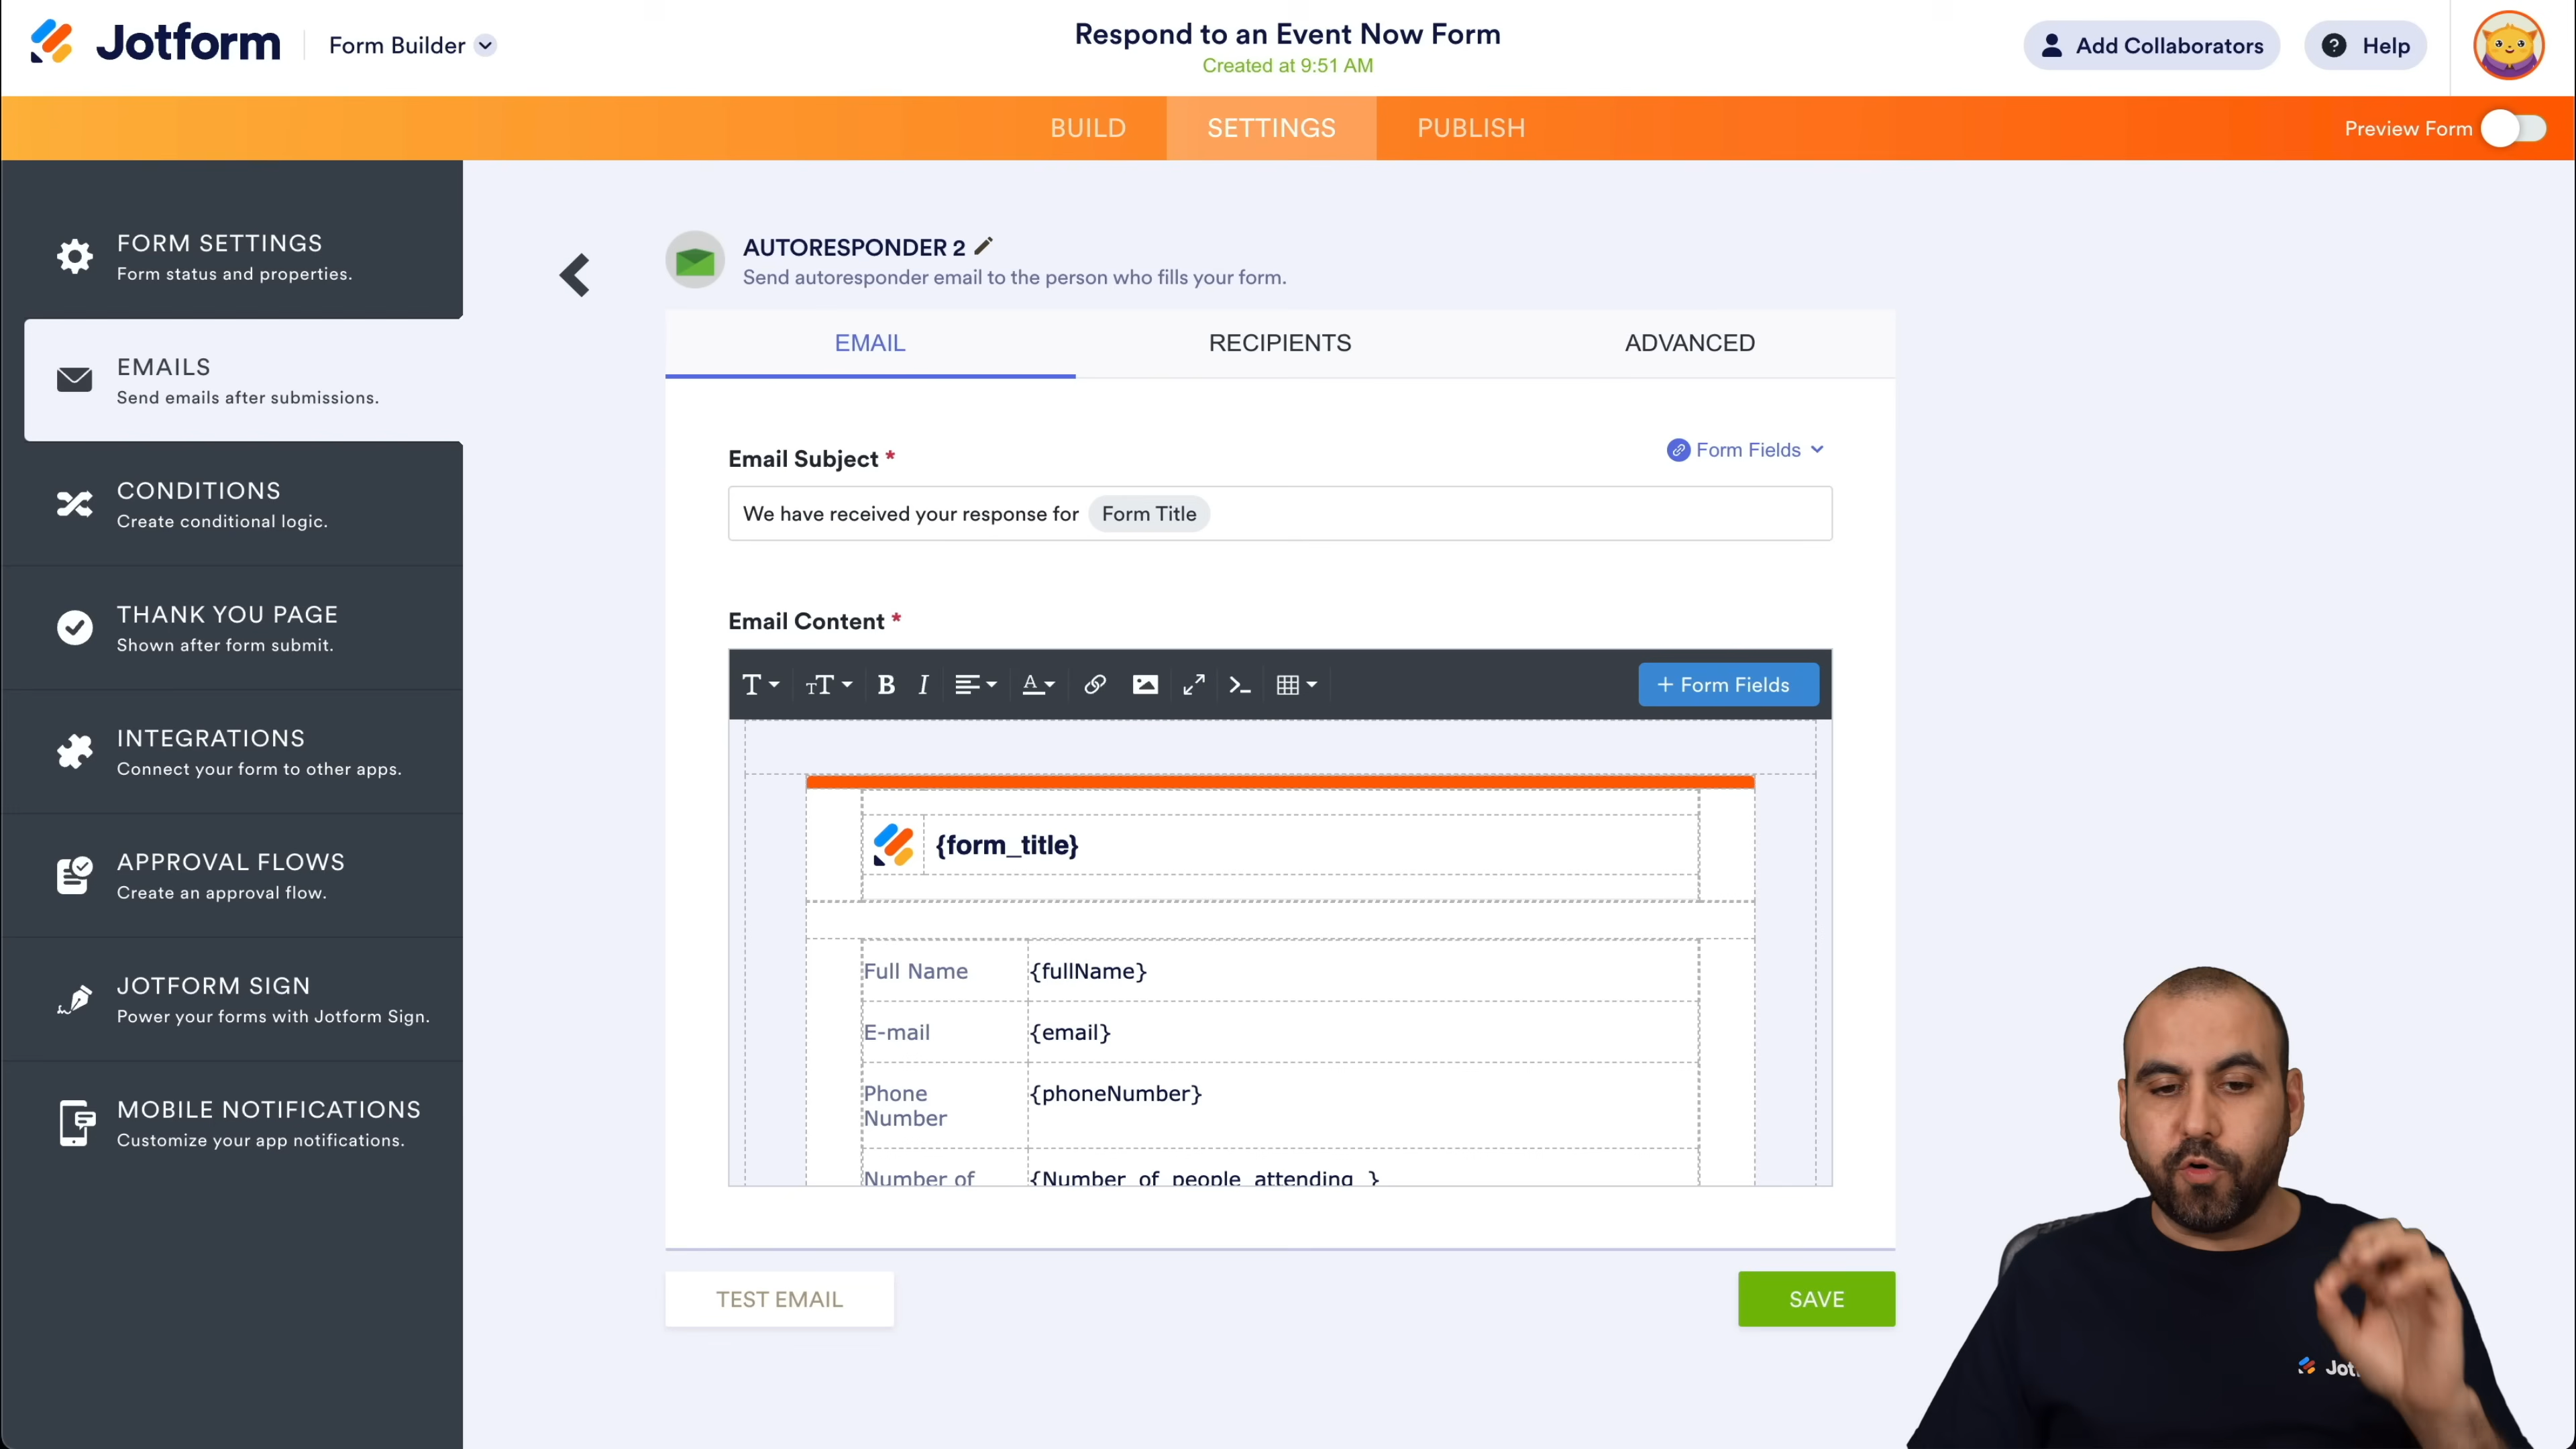 Jotform
Form Builder
Respond to an Event Now Form
Created at 9:51 AM
Add Collaborators
Help
BUILD
SETTINGS
PUBLISH
Preview Form
FORM SETTINGS
Form status and properties.
EMAILS
Send emails after submissions.
CONDITIONS
Create conditional logic.
THANK YOU PAGE
Shown after form submit.
INTEGRATIONS
Connect your form to other apps.
APPROVAL FLOWS
Create an approval flow.
JOTFORM SIGN
Power your forms with Jotform Sign.
MOBILE NOTIFICATIONS
Customize your app notifications.
AUTORESPONDER 2
Send autoresponder email to the person who fills your form.
EMAIL
RECIPIENTS
ADVANCED
Email Subject *
Form Fields
We have received your response for Form Title
Email Content *
+ Form Fields
{form_title}
Full Name
{fullName}
E-mail
{email}
Phone
Number
{phoneNumber}
Number of
{Number_of_people_attending_}
TEST EMAIL
SAVE
Jot